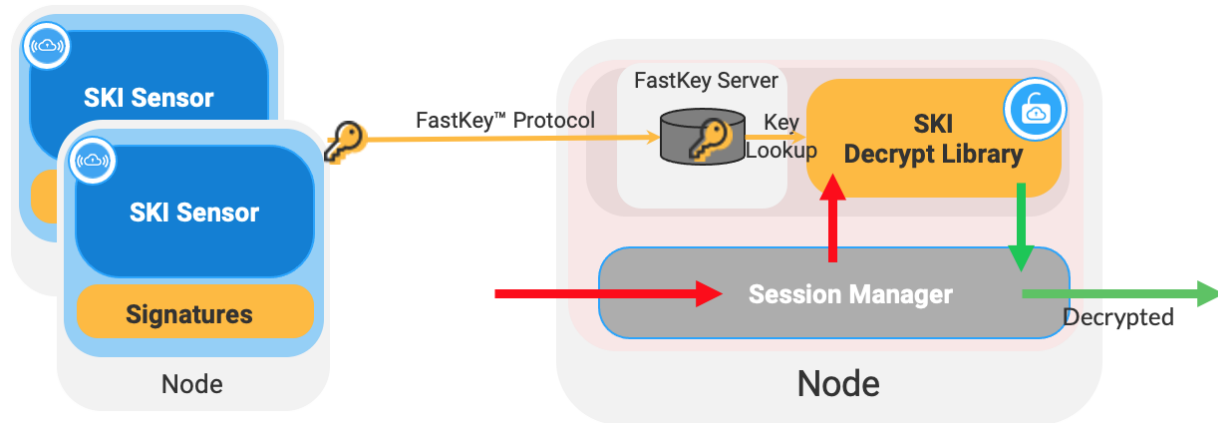 SKI Sensor
SKI Sensor
Signatures
Node
FastKey™ Protocol
FastKey Server
Key
Lookup
SKI
Decrypt Library
Session Manager
Decrypted
Node